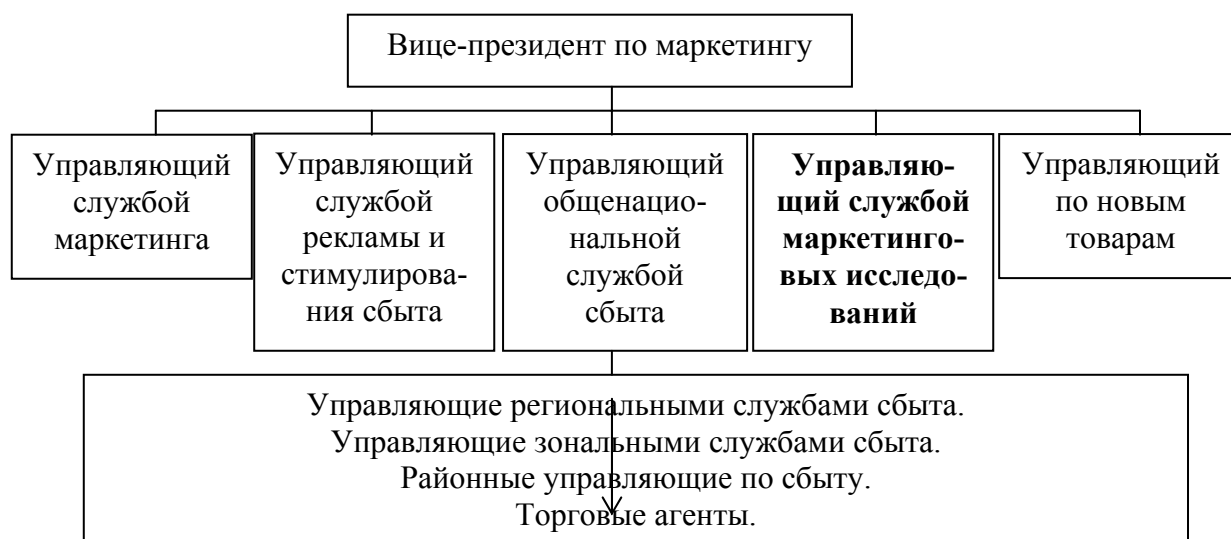 Вице-президент по маркетингу
Управляющий
службой
маркетинга
Управляющий
службой
рекламы и
стимулирова-
ния сбыта
Управляющий
общенацио-
нальной
службой
сбыта
Управляю-
щий службой
маркетинго-
вых исследо-
ваний
Управляющий
по новым
товарам
Управляющие региональными службами сбыта.
Управляющие зональными службами сбыта.
Районные управляющие по сбыту.
Торговые агенты.